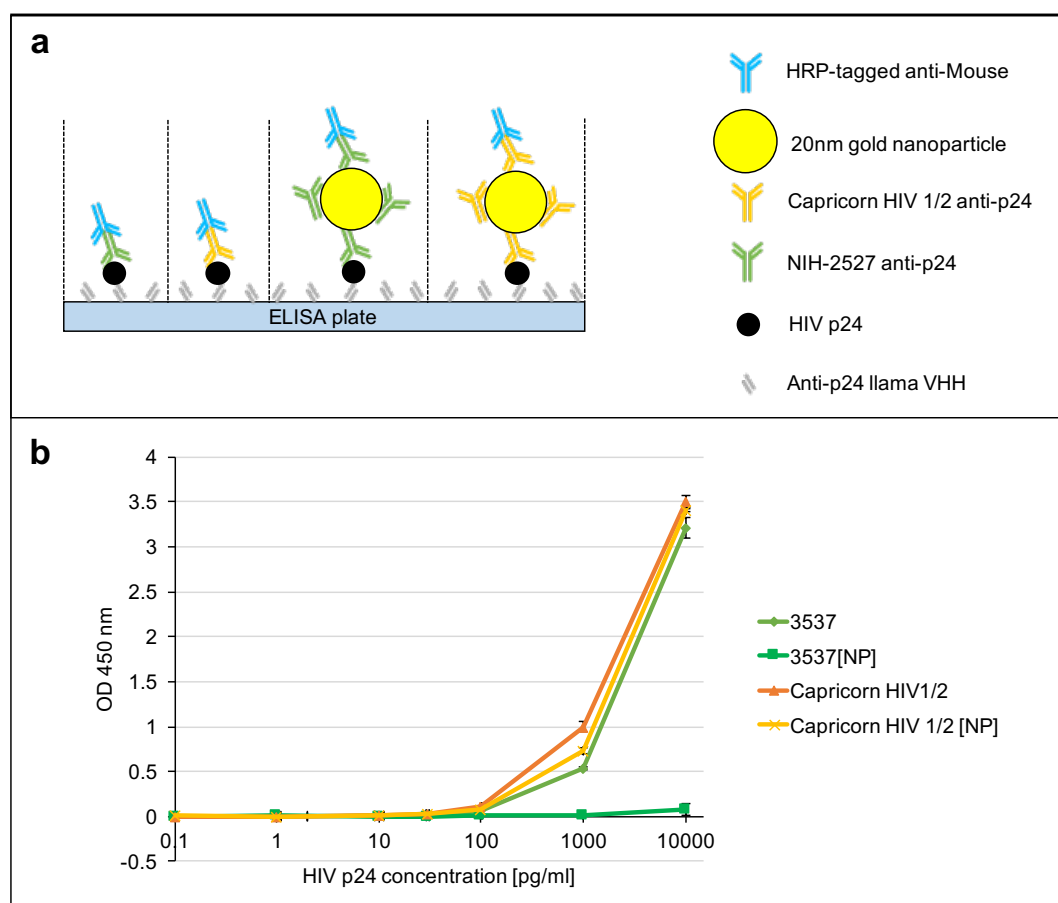 a
HRP-tagged anti-Mouse
20nm gold nanoparticle
Capricorn HIV 1/2 anti-p24
NIH-2527 anti-p24
HIV p24
Anti-p24 llama VHH
ELISA plate
b
4
3.5
3
2.5
2
1.5
1
0.5
0
-0.5
OD 450 nm
0.1
1
10
100
1000
10000
HIV p24 concentration [pg/ml]
3537
3537[NP]
Capricorn HIV1/2
Capricorn HIV 1/2 [NP]